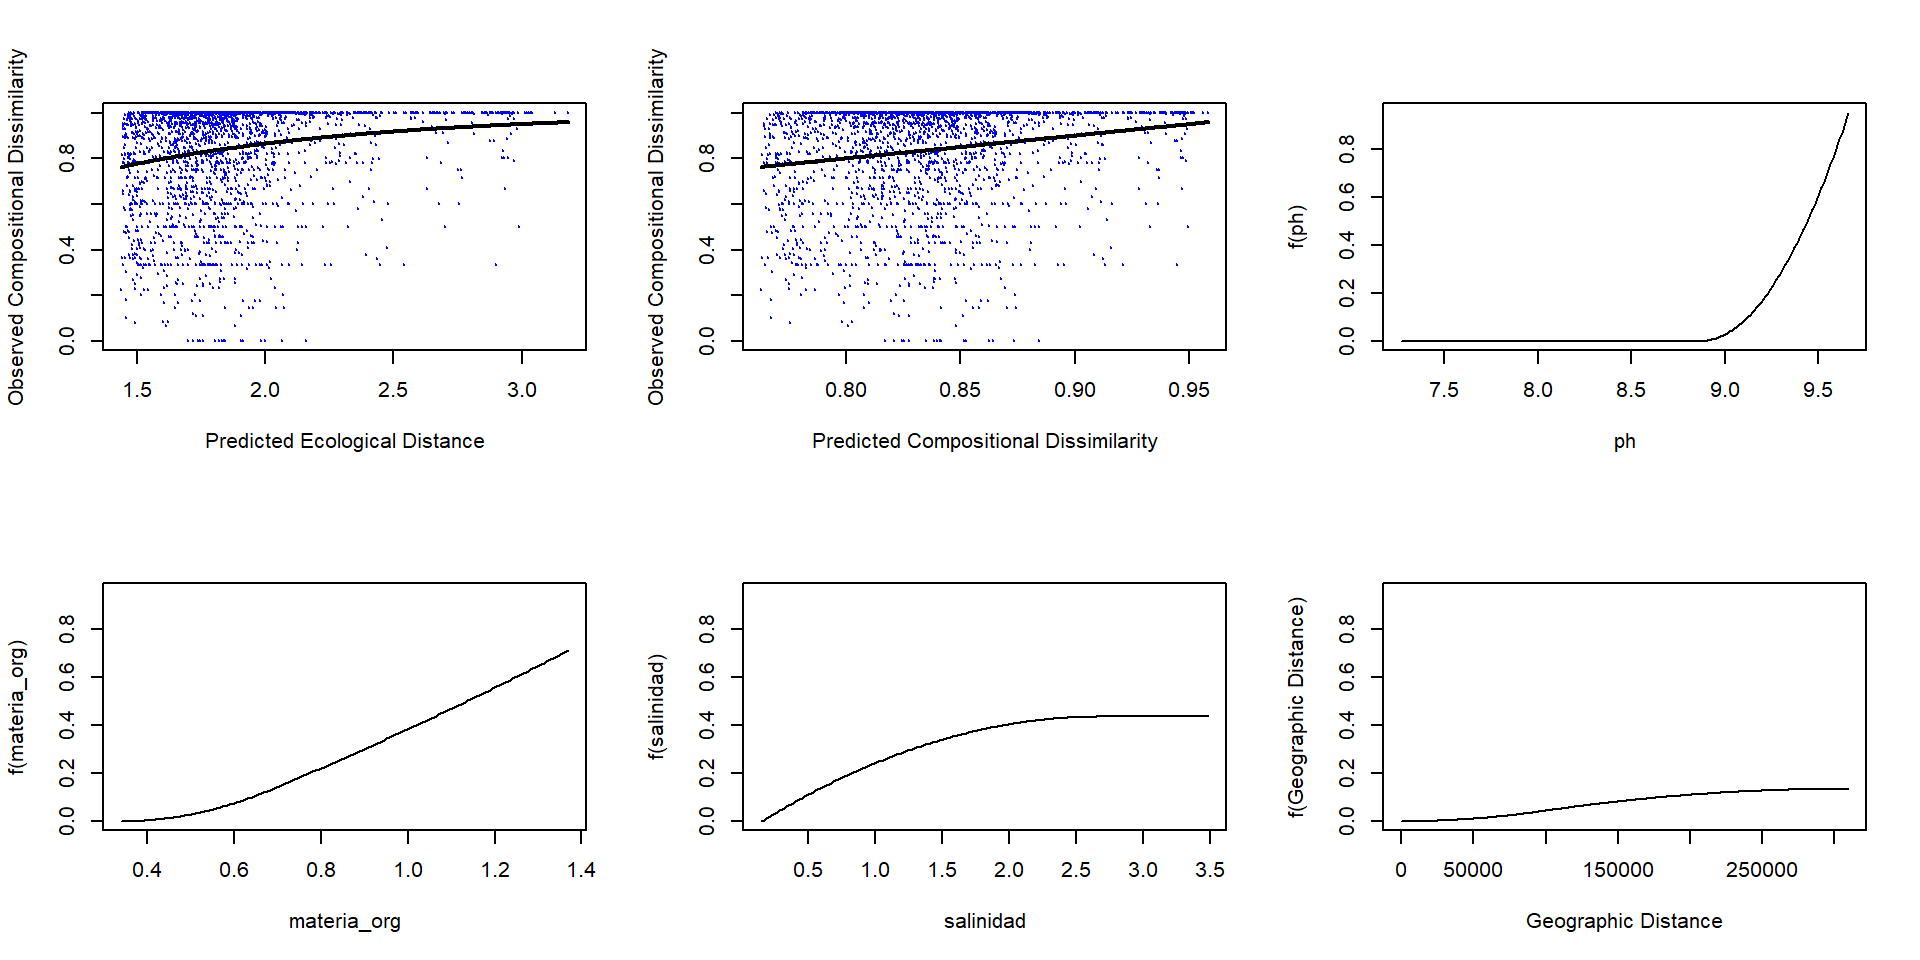 Observed Compositional Dissimilarity
0.0 0.4 0.8
1.5 2.0 2.5 3.0
Predicted Ecological Distance
Observed Compositional Dissimilarity
0.0 0.4 0.8
0.80 0.85 0.90 0.95
Predicted Compositional Dissimilarity
f(ph)
0.0 0.2 0.4 0.6 0.8
7.5 8.0 8.5 9.0 9.5
ph
f(materia_org)
0.0 0.2 0.4 0.6 0.8
0.4 0.6 0.8 1.0 1.2 1.4
materia_org
f(salinidad)
0.0 0.2 0.4 0.6 0.8
0.5 1.0 1.5 2.0 2.5 3.0 3.5
salinidad
f(Geographic Distance)
0.0 0.2 0.4 0.6 0.8
0 50000 150000 250000
Geographic Distance